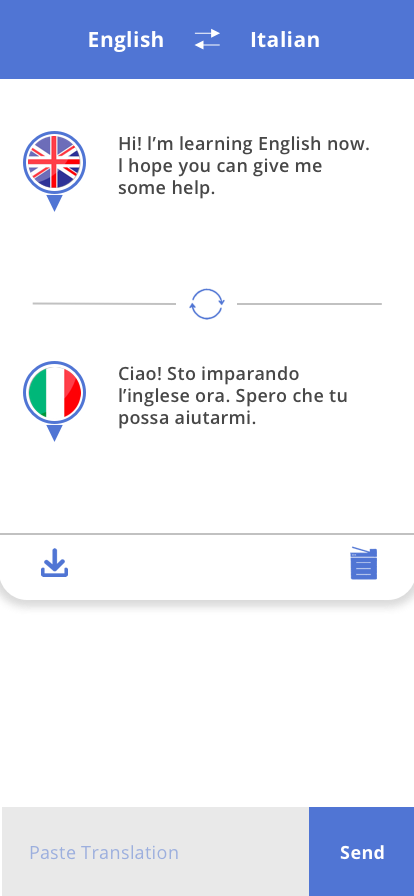 English
Italian
Hi! I'm learning English now.
I hope you can give me
some help.
Ciao! Sto imparando
l'inglese ora. Spero che tu
possa aiutarmi.
Paste Translation
Send